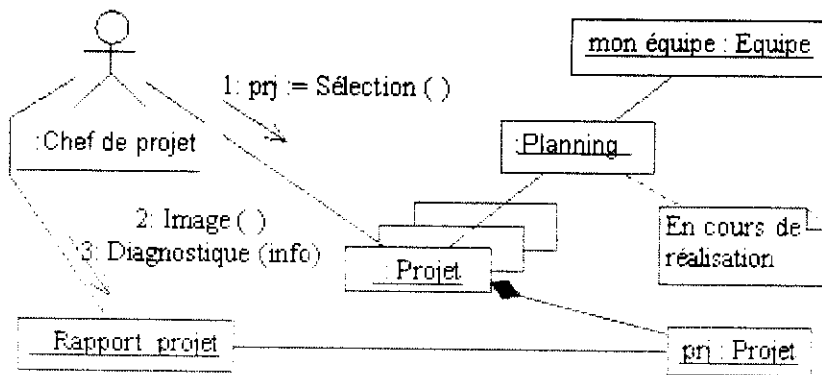 mon équipe : Equipe
1: prj := Sélection ( )
:Planning
:Chef de projet
2: Image ( )
3: Diagnostique (info)
En cours de
réalisation
: Projet
Rapport projet
prj : Projet